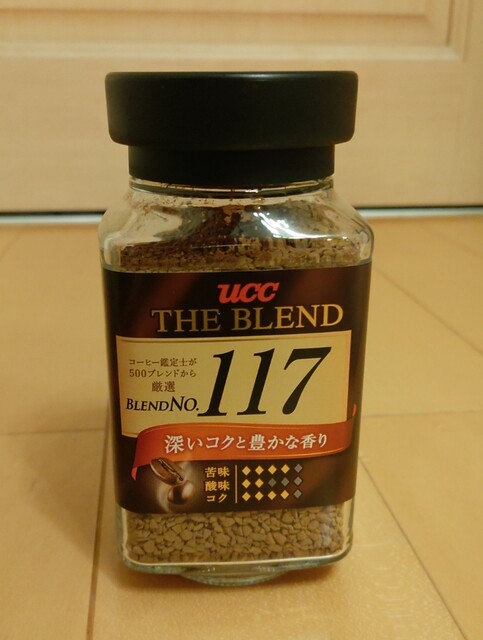 UCC
THE BLEND
コーヒー鑑定士が
500ブレンドから
厳選
BLEND NO. 117
深いコクと豊かな香り
苦味
酸味
コク